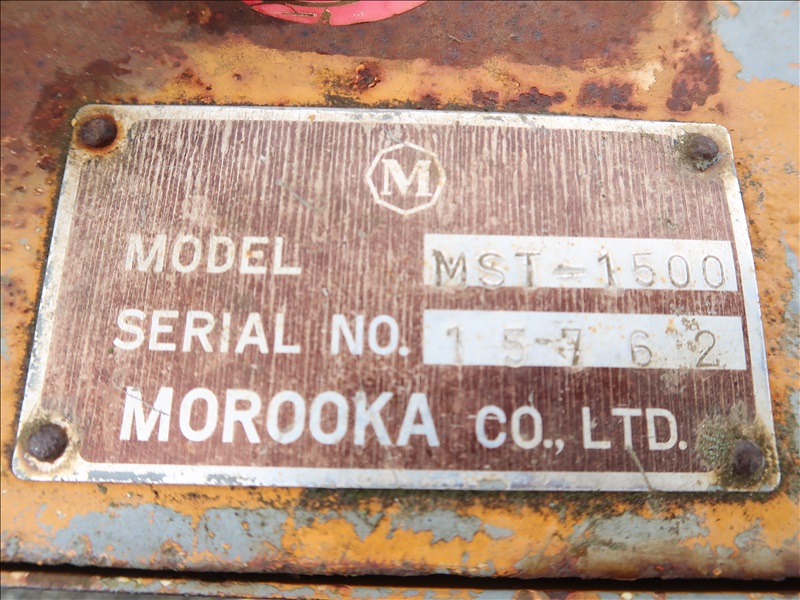 M
MODEL MST-1500
SERIAL NO. 15762
MOROOKA CO., LTD.